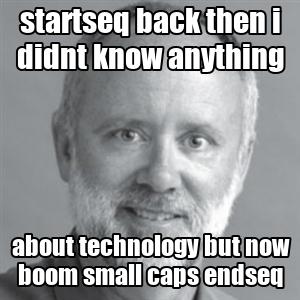 startseq back then i
didnt know anything
about technology but now
boom small caps endseq